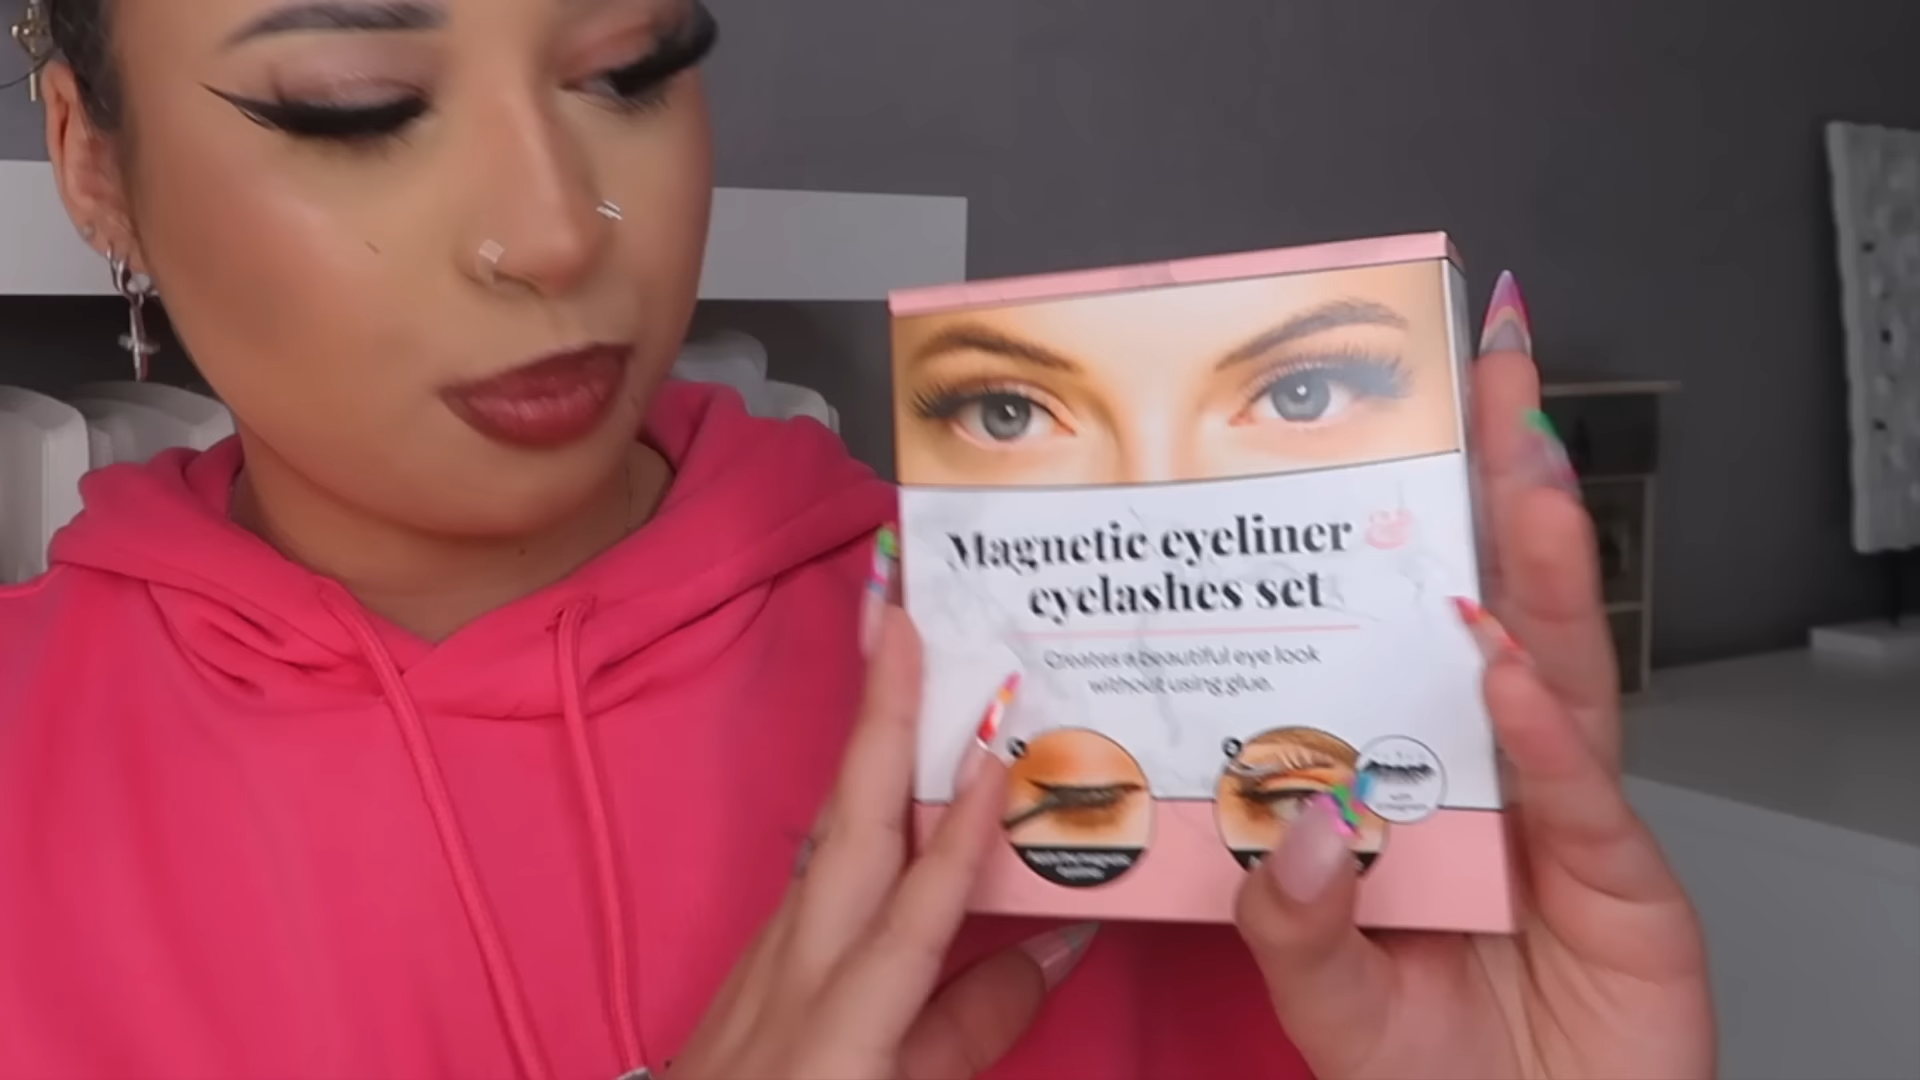 Magnetic eyeliner &
eyelashes set
Creates a beautiful eye look
without using glue.